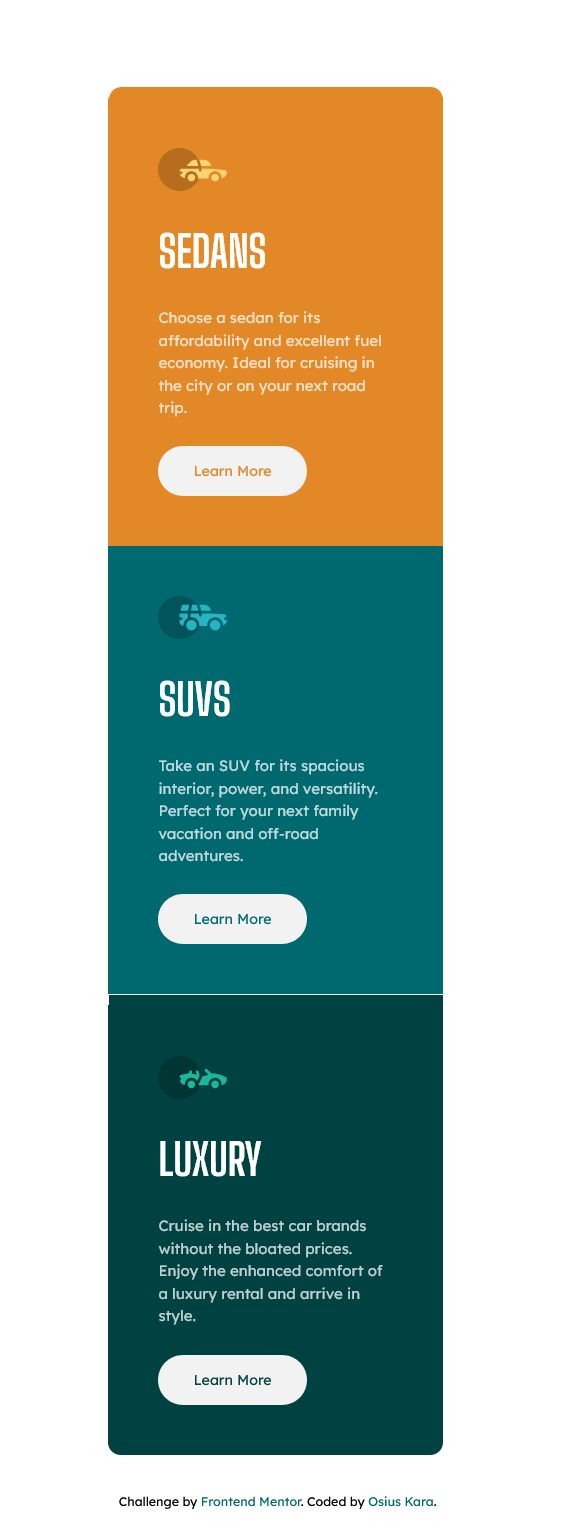 SEDANS
Choose a sedan for its
affordability and excellent fuel
economy. Ideal for cruising in
the city or on your next road
trip.
Learn More
SUVS
Take an SUV for its spacious
interior, power, and versatility.
Perfect for your next family
vacation and off-road
adventures.
Learn More
LUXURY
Cruise in the best car brands
without the bloated prices.
Enjoy the enhanced comfort of
a luxury rental and arrive in
style.
Learn More
Challenge by Frontend Mentor. Coded by Osius Kara.